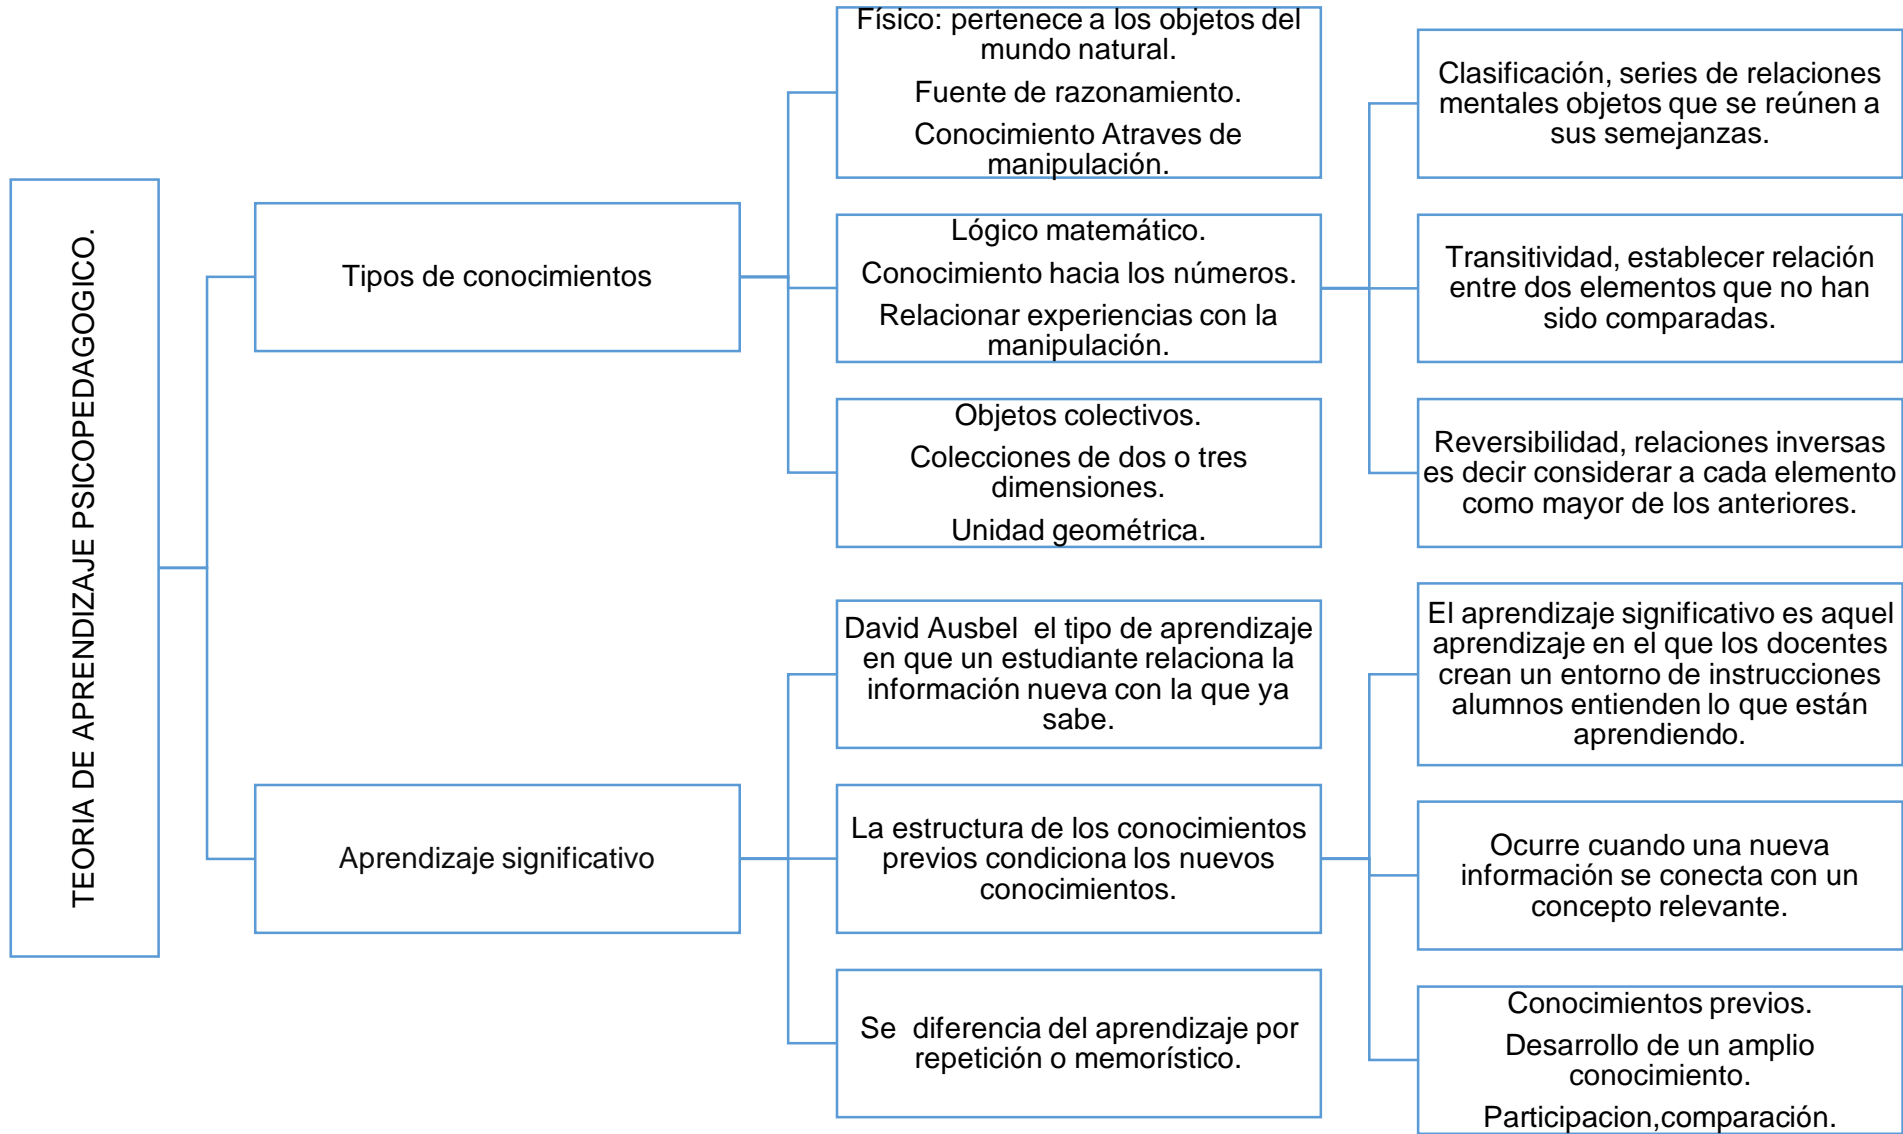 TEORIA DE APRENDIZAJE PSICOPEDAGOGICO.
Tipos de conocimientos
Físico: pertenece a los objetos del
mundo natural.
Fuente de razonamiento.
Conocimiento Atraves de
manipulación.
Lógico matemático.
Conocimiento hacia los números.
Relacionar experiencias con la
manipulación.
Clasificación, series de relaciones
mentales objetos que se reúnen a
sus semejanzas.
Transitividad, establecer relación
entre dos elementos que no han
sido comparadas.
Reversibilidad, relaciones inversas
es decir considerar a cada elemento
como mayor de los anteriores.
Objetos colectivos.
Colecciones de dos o tres
dimensiones.
Unidad geométrica.
Aprendizaje significativo
David Ausbel  el tipo de aprendizaje
en que un estudiante relaciona la
información nueva con la que ya
sabe.
La estructura de los conocimientos
previos condiciona los nuevos
conocimientos.
El aprendizaje significativo es aquel
aprendizaje en el que los docentes
crean un entorno de instrucciones
alumnos entienden lo que están
aprendiendo.
Ocurre cuando una nueva
información se conecta con un
concepto relevante.
Conocimientos previos.
Desarrollo de un amplio
conocimiento.
Participacion,comparación.
Se  diferencia del aprendizaje por
repetición o memorístico.